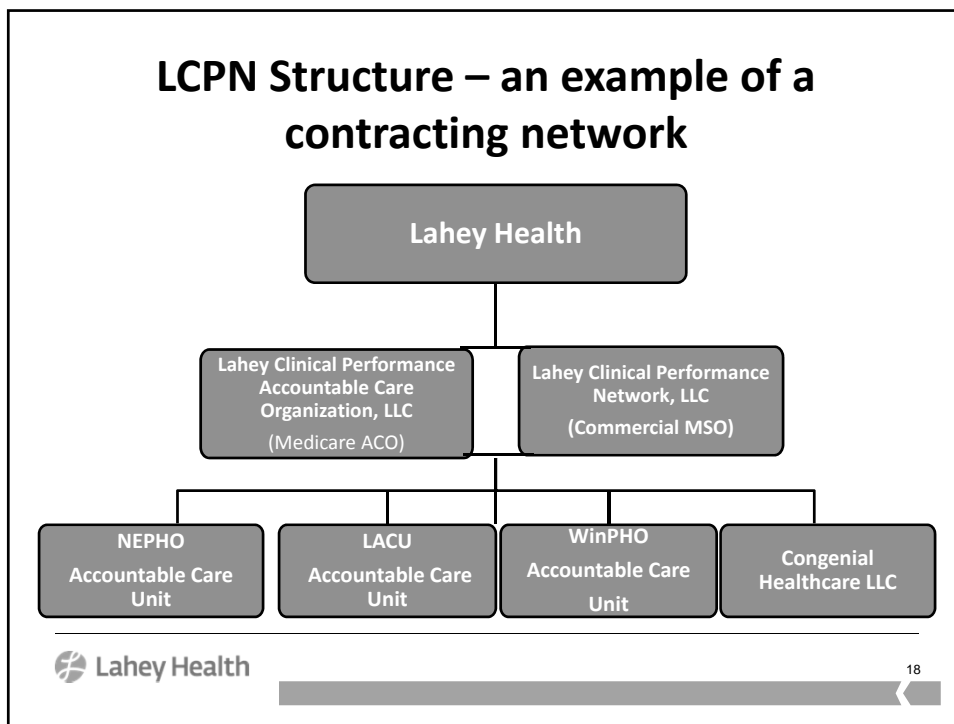 LCPN Structure – an example of a
contracting network
Lahey Health
Lahey Clinical Performance
Accountable Care
Organization, LLC
(Medicare ACO)
Lahey Clinical Performance
Network, LLC
(Commercial MSO)
NEPHO
Accountable Care
Unit
LACU
Accountable Care
Unit
WinPHO
Accountable Care
Unit
Congenial
Healthcare LLC
Lahey Health
18